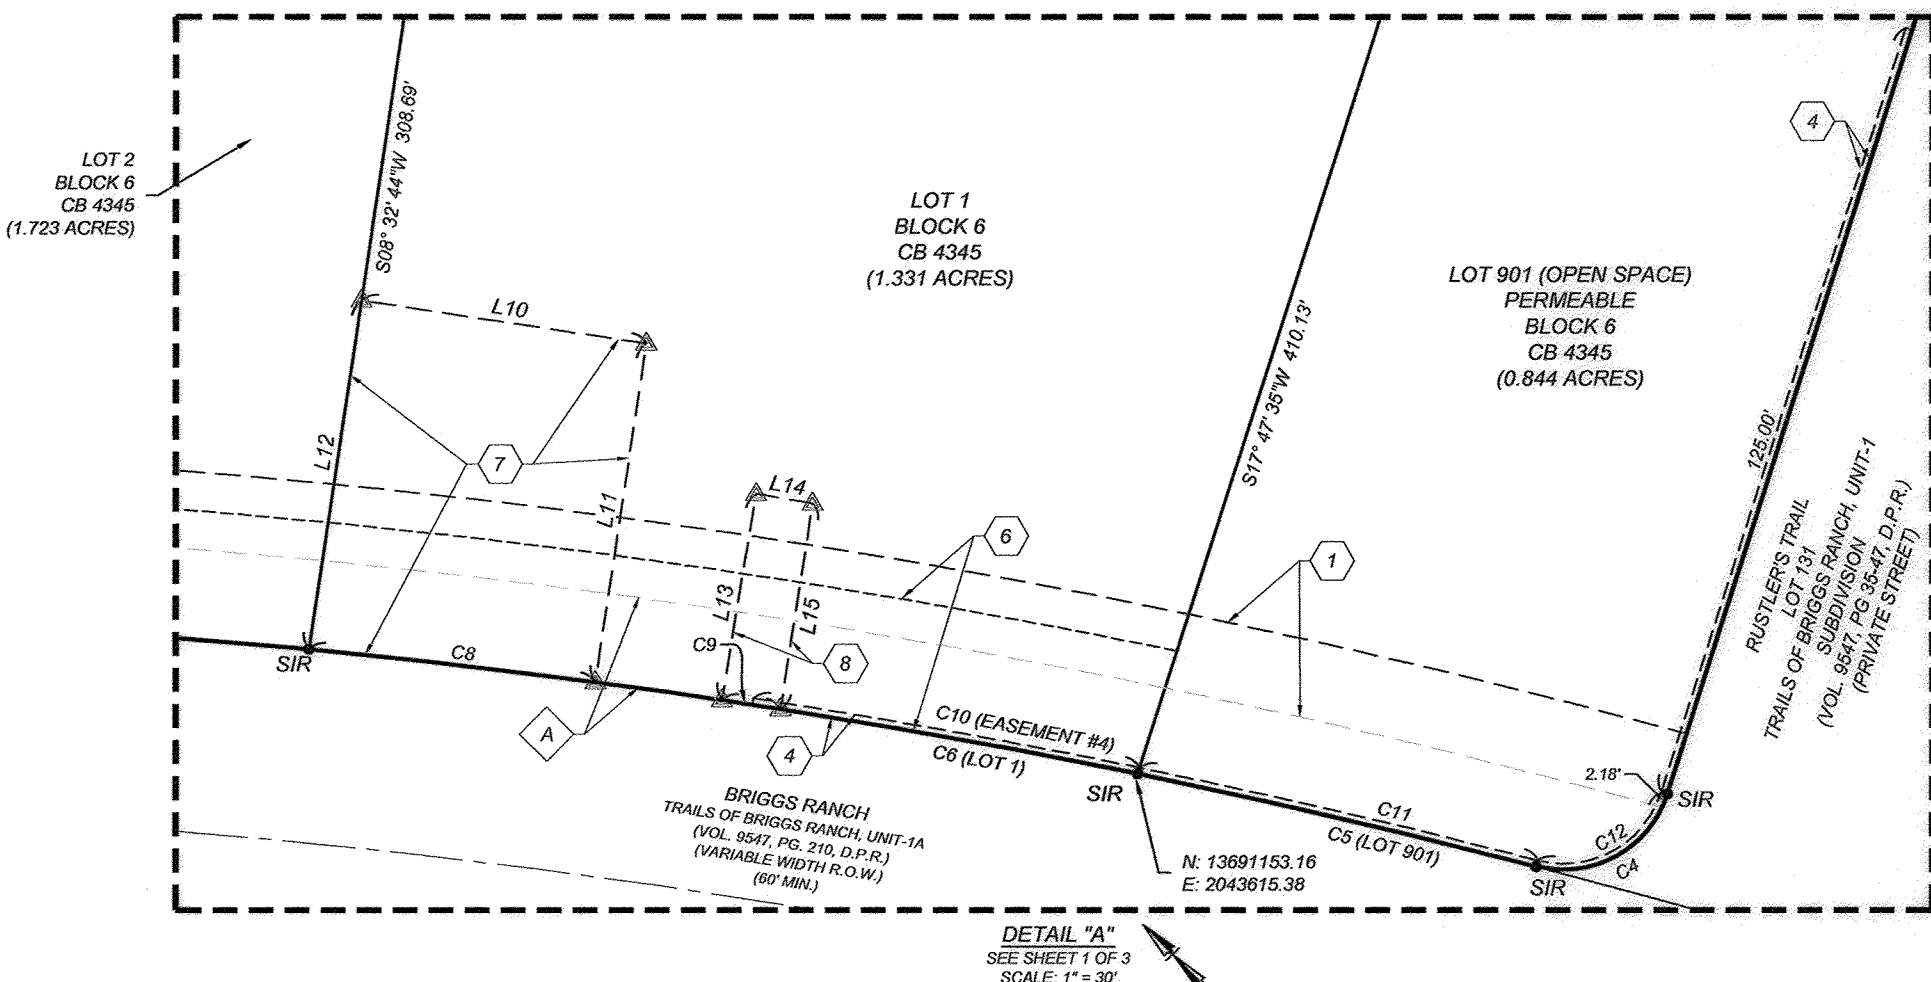 LOT 2
BLOCK 6
CB 4345
(1.723 ACRES)
S08° 32' 44"W 308.69'
L10
L12
7
L11
LOT 1
BLOCK 6
CB 4345
(1.331 ACRES)
L14
L13
L15
C9
8
6
S17° 47' 35"W 410.13'
LOT 901 (OPEN SPACE)
PERMEABLE
BLOCK 6
CB 4345
(0.844 ACRES)
4
125.00'
1
RUSTLER'S TRAIL
LOT 131
TRAILS OF BRIGGS RANCH, UNIT-1
SUBDIVISION
(VOL. 9547, PG 35-47, D.P.R.)
(PRIVATE STREET)
SIR
C8
A
4
C10 (EASEMENT #4)
C6 (LOT 1)
SIR
BRIGGS RANCH
TRAILS OF BRIGGS RANCH, UNIT-1A
(VOL. 9547, PG. 210, D.P.R.)
(VARIABLE WIDTH R.O.W.)
(60' MIN.)
N: 13691153.16
E: 2043615.38
C11
C5 (LOT 901)
2.18'
SIR
C12
C4
SIR
DETAIL "A"
SEE SHEET 1 OF 3
SCALE: 1" = 30'